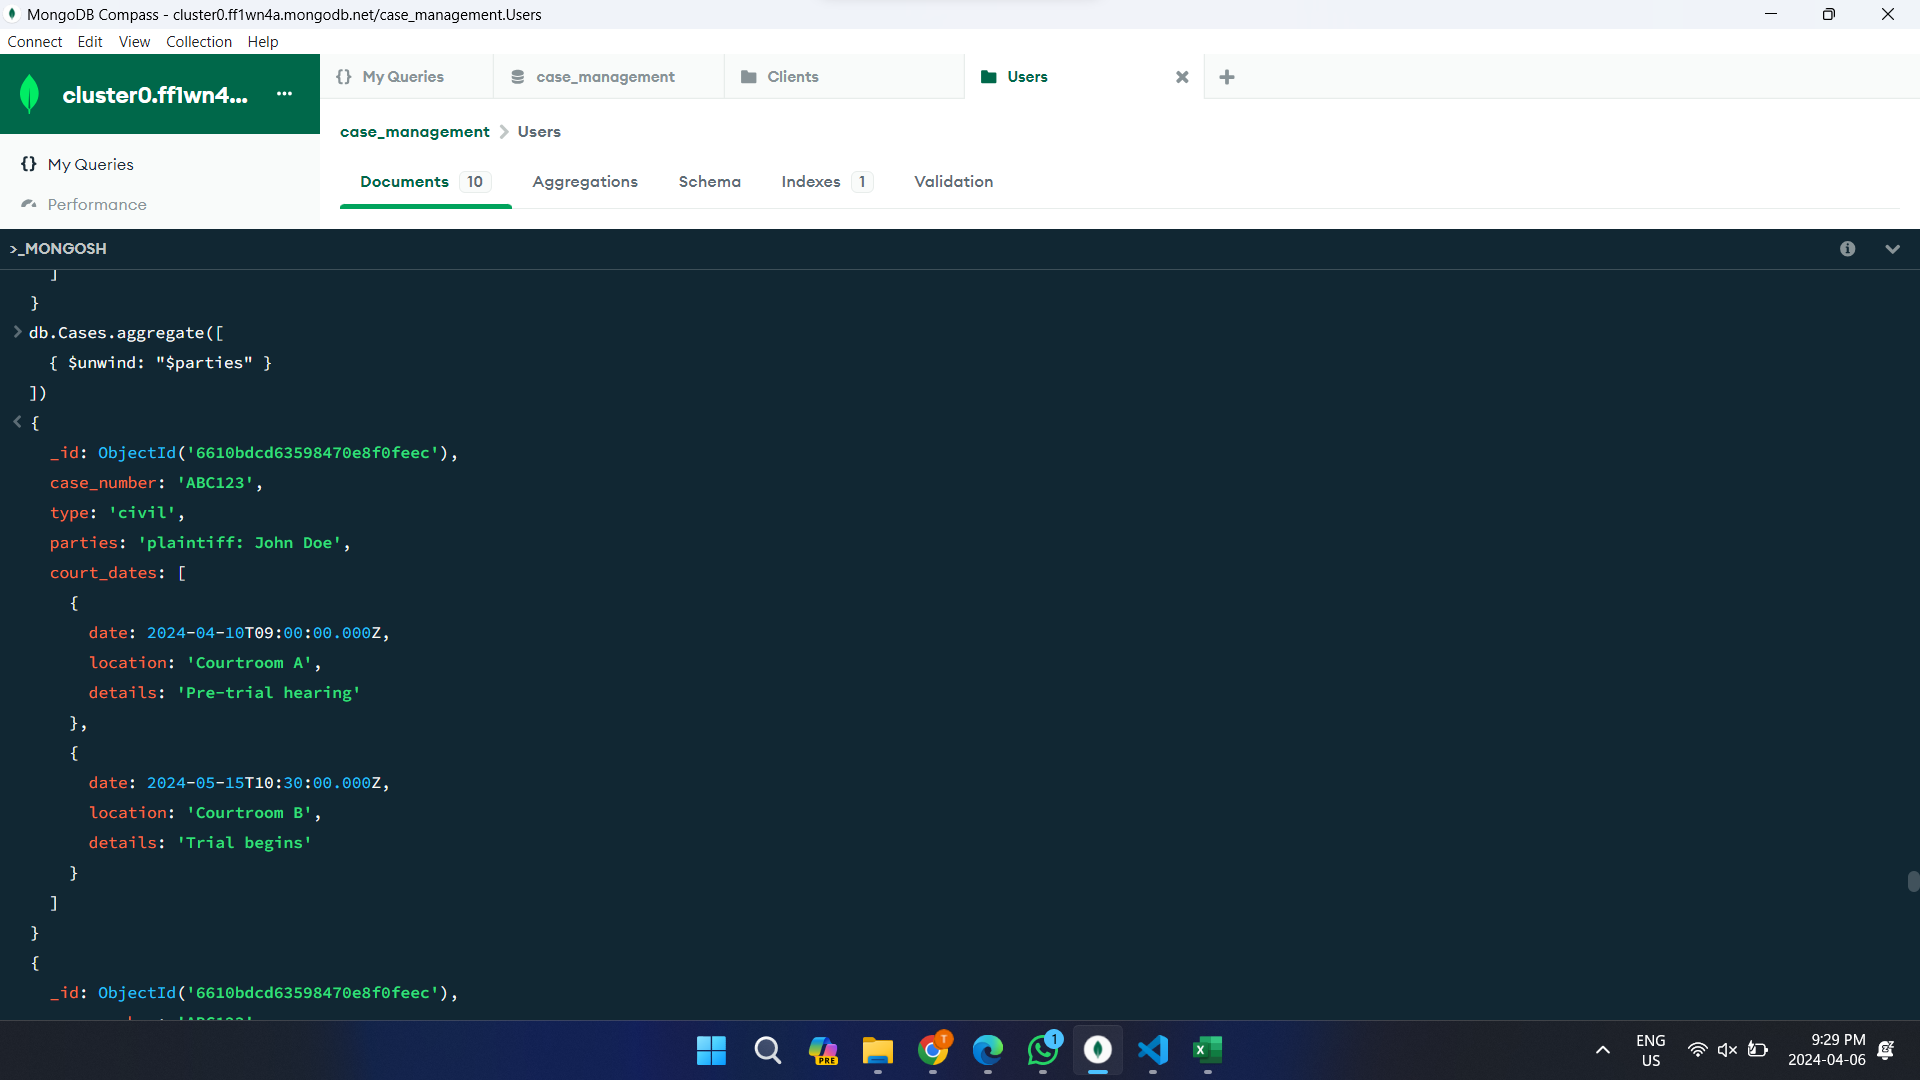 MongoDB Compass - cluster0.ff1wn4a.mongodb.net/case_management.Users
Connect Edit View Collection Help
cluster0.ff1wn4... ...
{} My Queries
case_management
Clients
Users
case_management > Users
{} My Queries
Performance
Documents 10
Aggregations
Schema
Indexes 1
Validation
>_MONGOSH
]
}
> db.Cases.aggregate([
{ $unwind: "$parties" }
])
< {
_id: ObjectId('6610bdcd63598470e8f0feec'),
case_number: 'ABC123',
type: 'civil',
parties: 'plaintiff: John Doe',
court_dates: [
{
date: 2024-04-10T09:00:00.000Z,
location: 'Courtroom A',
details: 'Pre-trial hearing'
},
{
date: 2024-05-15T10:30:00.000Z,
location: 'Courtroom B',
details: 'Trial begins'
}
]
}
{
_id: ObjectId('6610bdcd63598470e8f0feec'),
PRE
T
1
ENG
US
9:29 PM
2024-04-06